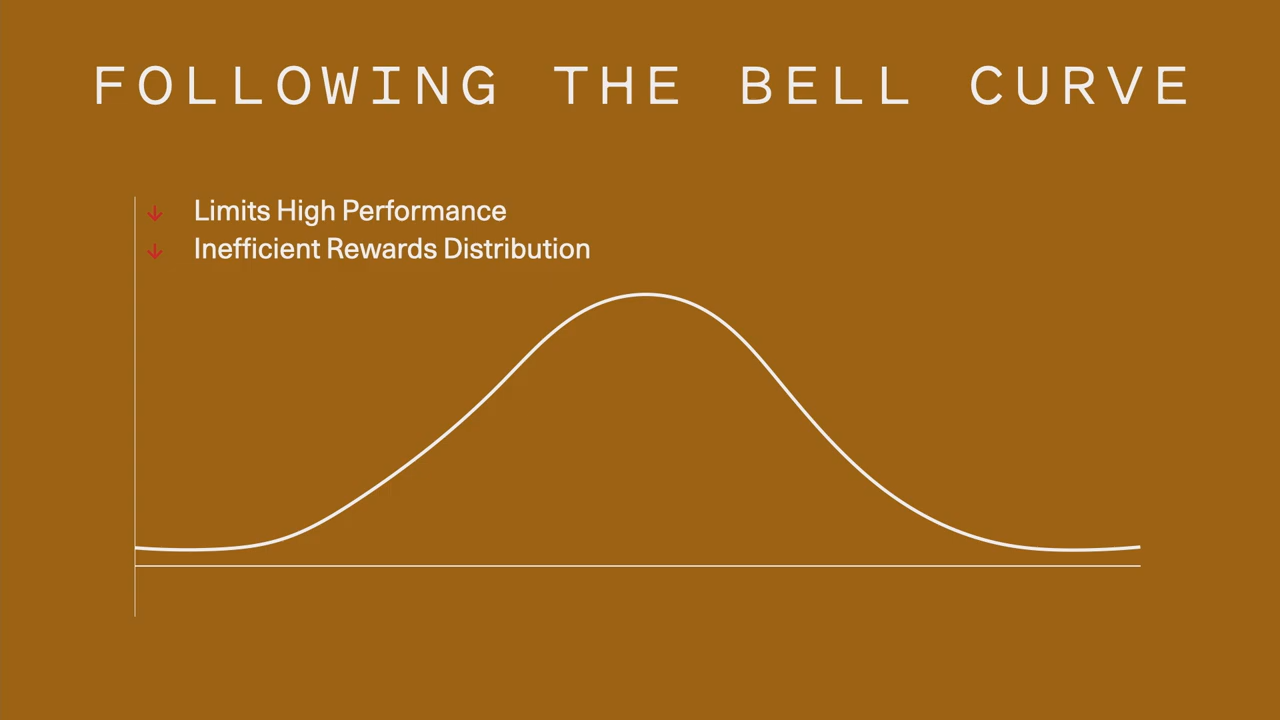 FOLLOWING THE BELL CURVE
↓ Limits High Performance
↓ Inefficient Rewards Distribution